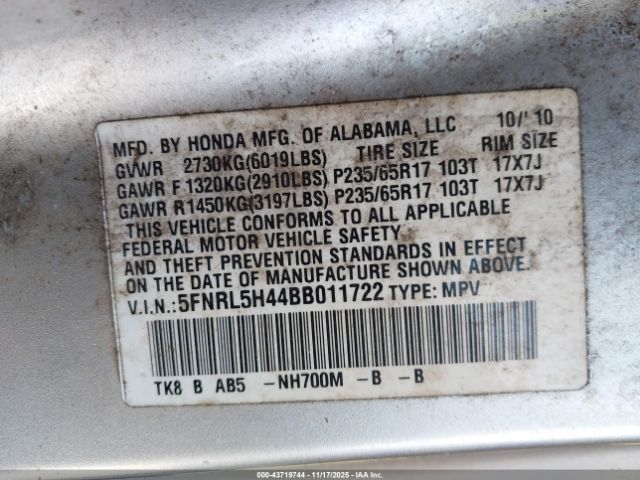 MFD. BY HONDA MFG. OF ALABAMA, LLC 10/'10
GVWR 2730KG(6019LBS) TIRE SIZE RIM SIZE
GAWR F1320KG(2910LBS) P235/65R17 103T 17X7J
GAWR R1450KG(3197LBS) P235/65R17 103T 17X7J
THIS VEHICLE CONFORMS TO ALL APPLICABLE
FEDERAL MOTOR VEHICLE SAFETY
AND THEFT PREVENTION STANDARDS IN EFFECT
ON THE DATE OF MANUFACTURE SHOWN ABOVE.
V.I.N.:5FNRL5H44BB011722 TYPE: MPV
TK8 B AB5 -NH700M -B -B
000-43719744 - 11/17/2025 - IAAI.com